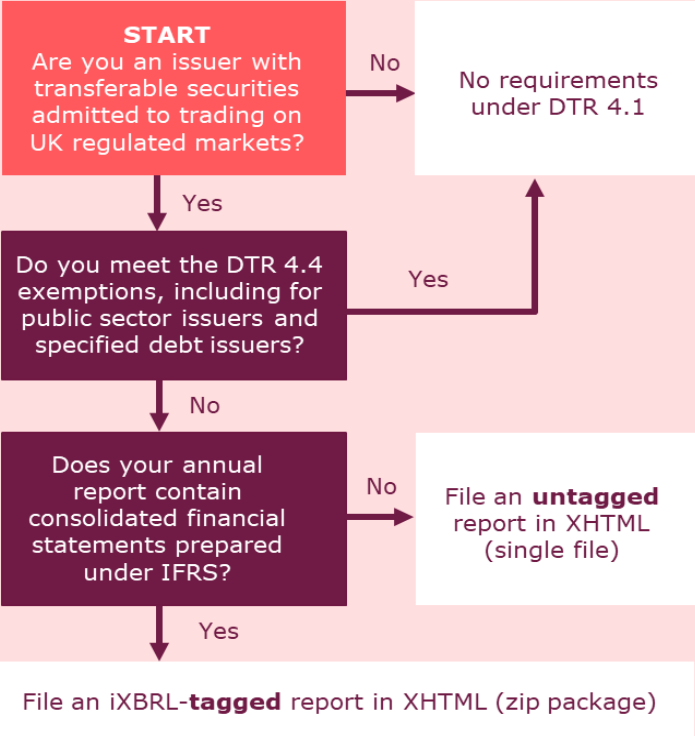 START
Are you an issuer with
transferable securities
admitted to trading on
UK regulated markets?
No
No requirements
under DTR 4.1
Yes
Do you meet the DTR 4.4
exemptions, including for
public sector issuers and
specified debt issuers?
Yes
No
Does your annual
report contain
consolidated financial
statements prepared
under IFRS?
No
File an untagged
report in XHTML
(single file)
Yes
File an iXBRL-tagged report in XHTML (zip package)